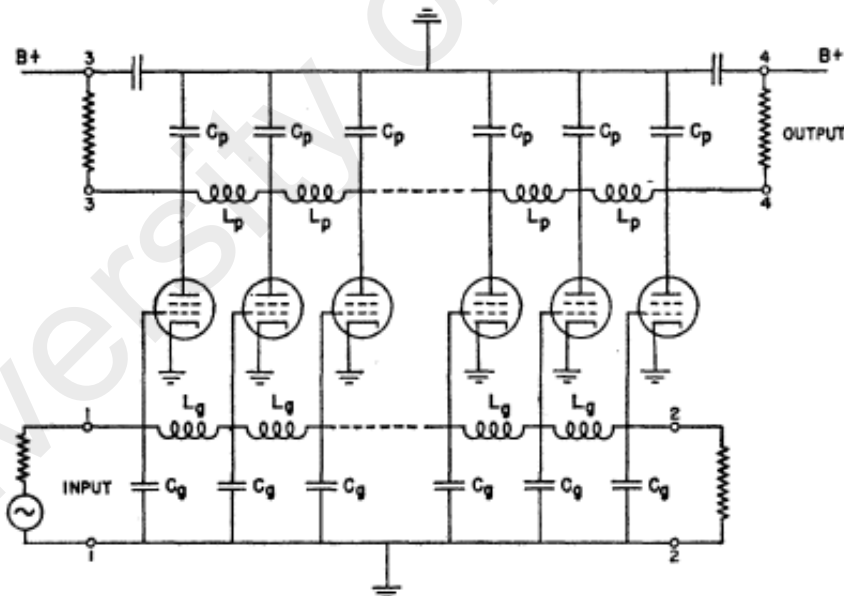 B+ 3 4 B+
Cp Cp Cp Cp Cp Cp OUTPUT
3 4
Lp Lp Lp Lp
Lg Lg Lg Lg
1 2
INPUT Cg Cg Cg Cg Cg Cg
1 2
versity o